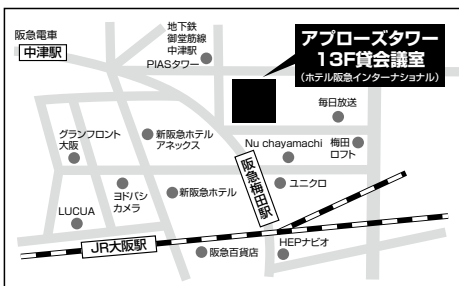 阪急電車
中津駅
地下鉄
御堂筋線
中津駅
PIASタワー
アプローズタワー
13F貸会議室
(ホテル阪急インターナショナル)
毎日放送
グランフロント
大阪
新阪急ホテル
アネックス
Nu chayamachi
梅田
ロフト
阪急梅田駅
ヨドバシ
カメラ
新阪急ホテル
ユニクロ
LUCUA
JR大阪駅
阪急百貨店
HEPナビオ